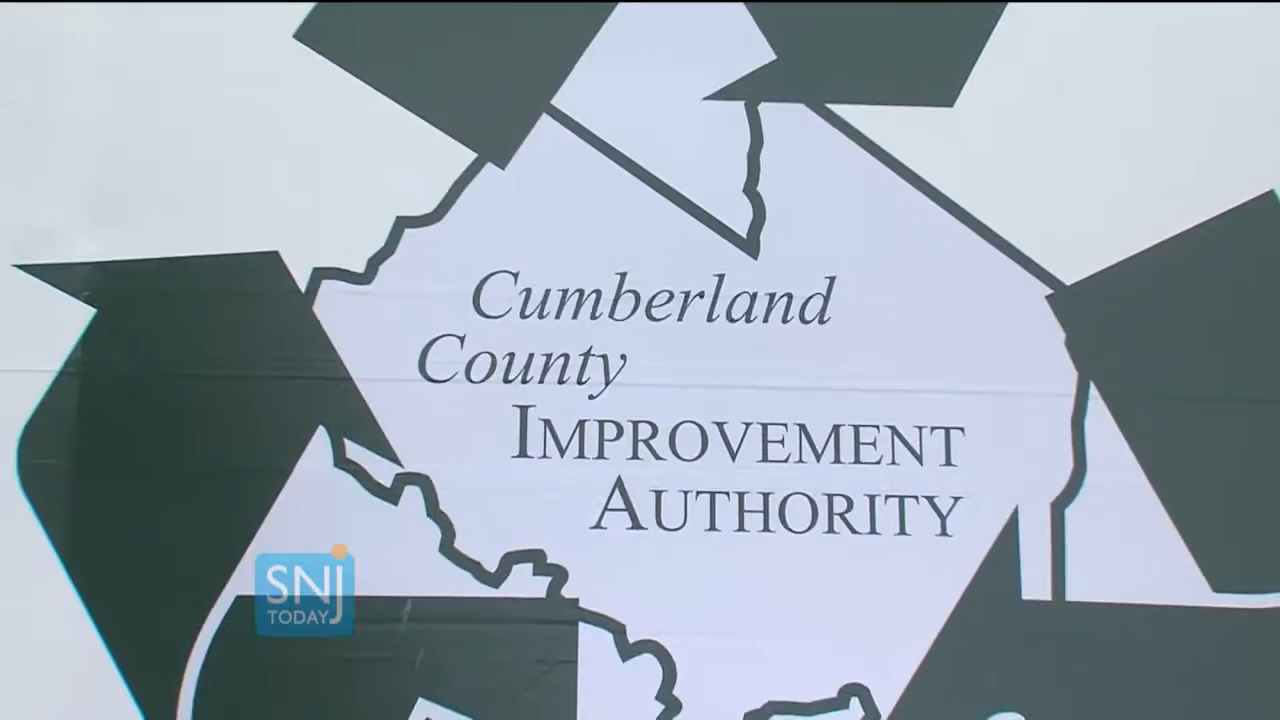 Cumberland
County
IMPROVEMENT
AUTHORITY
SNJ
TODAY